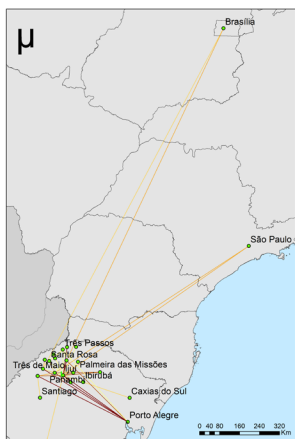 μ
Brasília
São Paulo
Três Passos
Santa Rosa
Três de Maio
Palmeira das Missões
Ijuí
Ibirubá
Panambi
Santiago
Caxias do Sul
Porto Alegre
0 40 80 160 240 320
Km